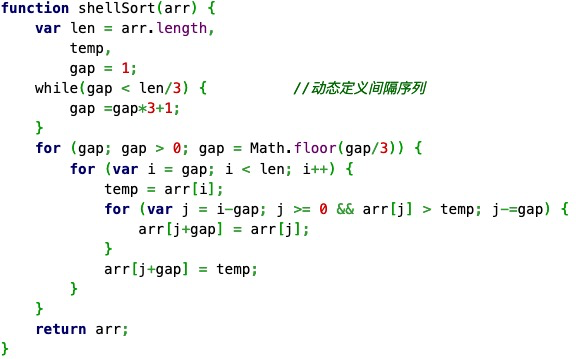 function shellSort(arr) {
    var len = arr.length,
        temp,
        gap = 1;
    while(gap < len/3) {          //动态定义间隔序列
        gap =gap*3+1;
    }
    for (gap; gap > 0; gap = Math.floor(gap/3)) {
        for (var i = gap; i < len; i++) {
            temp = arr[i];
            for (var j = i-gap; j >= 0 && arr[j] > temp; j-=gap) {
                arr[j+gap] = arr[j];
            }
            arr[j+gap] = temp;
        }
    }
    return arr;
}